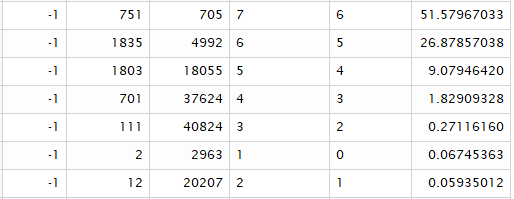 -1 751 705 7 6 51.57967033
-1 1835 4992 6 5 26.87857038
-1 1803 18055 5 4 9.07946420
-1 701 37624 4 3 1.82909328
-1 111 40824 3 2 0.27116160
-1 2 2963 1 0 0.06745363
-1 12 20207 2 1 0.05935012